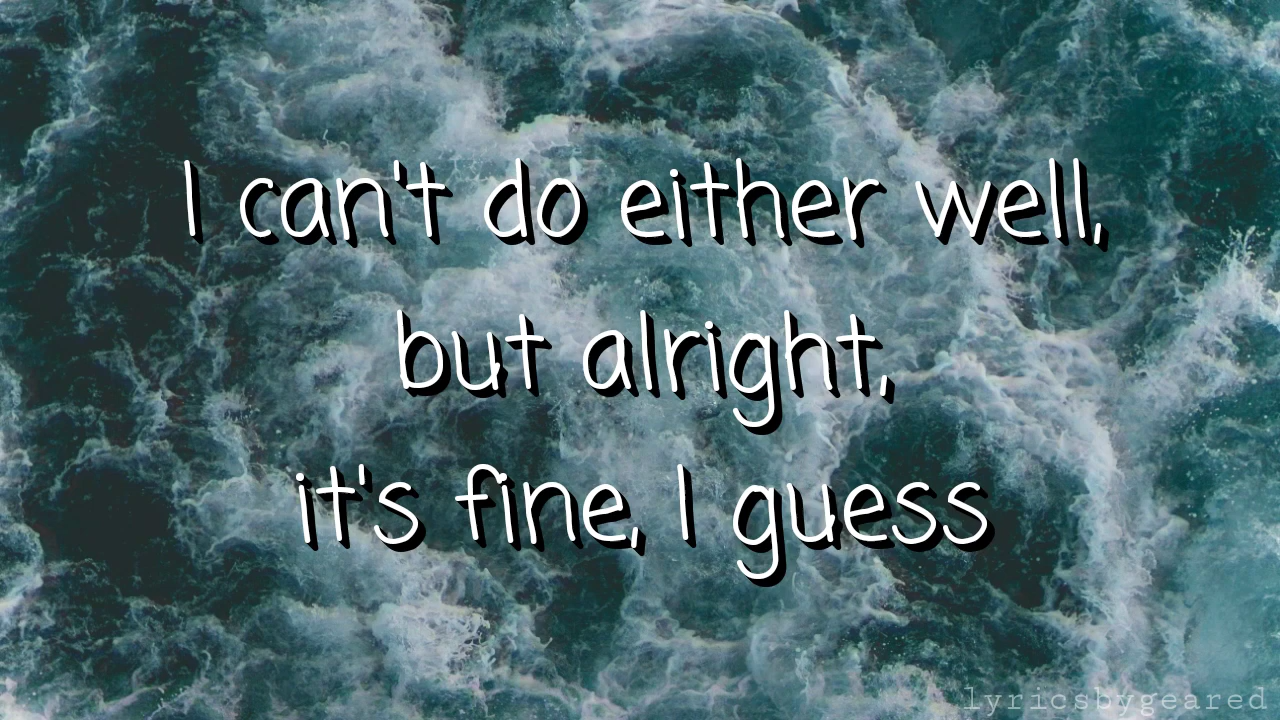 I can't do either well,
but alright,
it's fine, I guess
lyricsbygeared